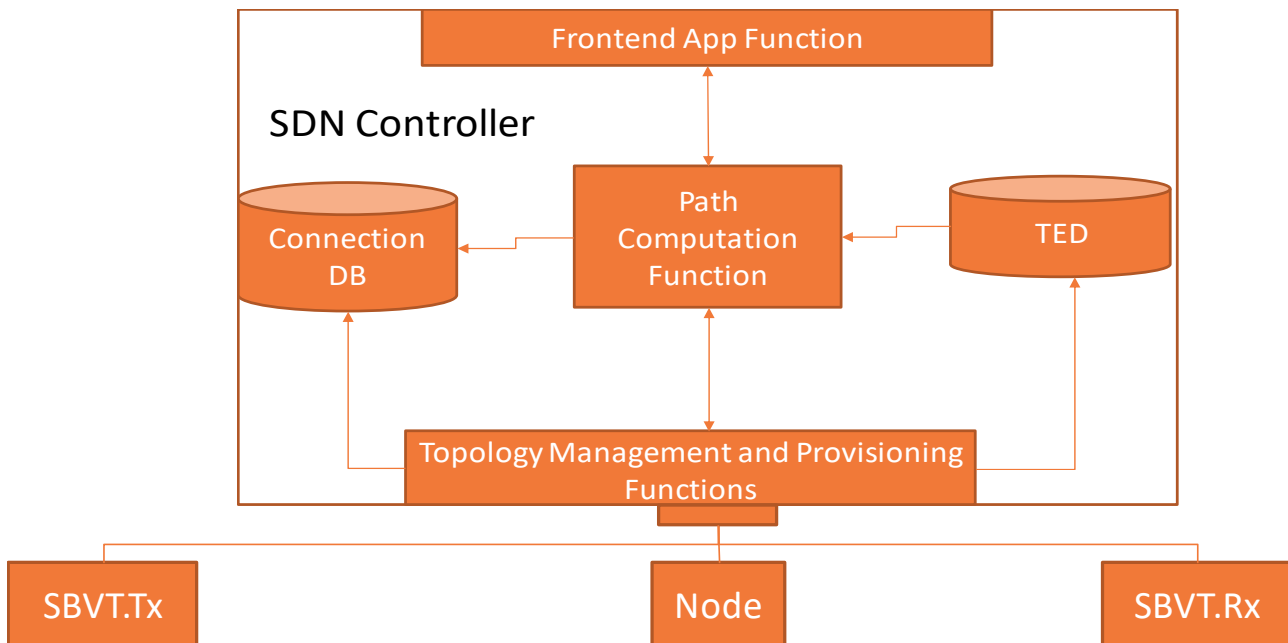 Frontend App Function
SDN Controller
Connection
DB
Path
Computation
Function
TED
Topology Management and Provisioning
Functions
SBVT.Tx
Node
SBVT.Rx